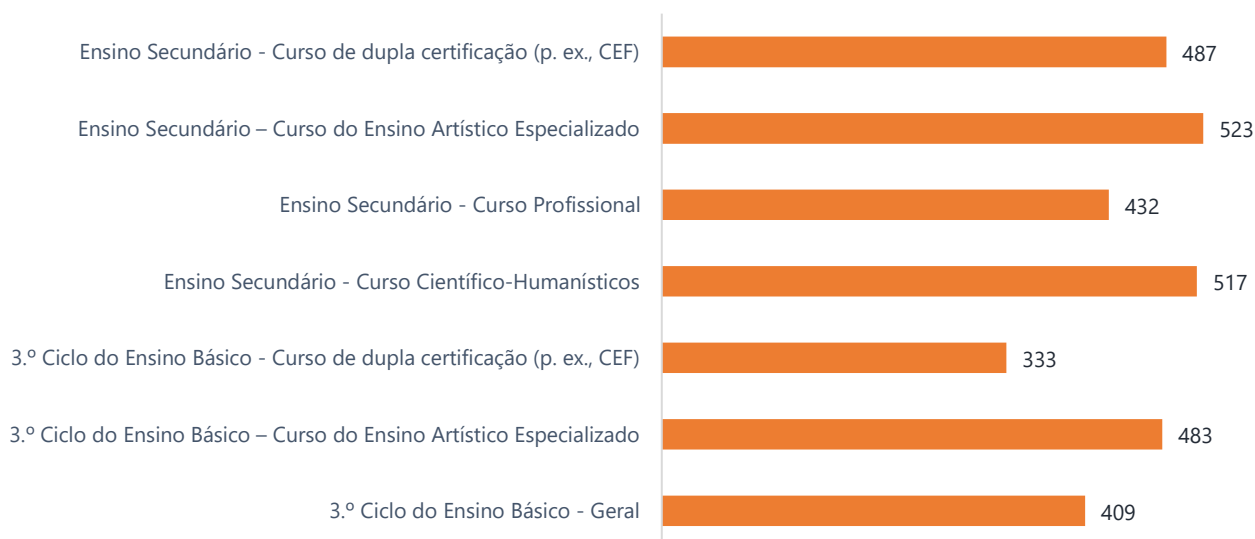 Ensino Secundário - Curso de dupla certificação (p. ex., CEF) 487
Ensino Secundário – Curso do Ensino Artístico Especializado 523
Ensino Secundário - Curso Profissional 432
Ensino Secundário - Curso Científico-Humanísticos 517
3.º Ciclo do Ensino Básico - Curso de dupla certificação (p. ex., CEF) 333
3.º Ciclo do Ensino Básico – Curso do Ensino Artístico Especializado 483
3.º Ciclo do Ensino Básico - Geral 409